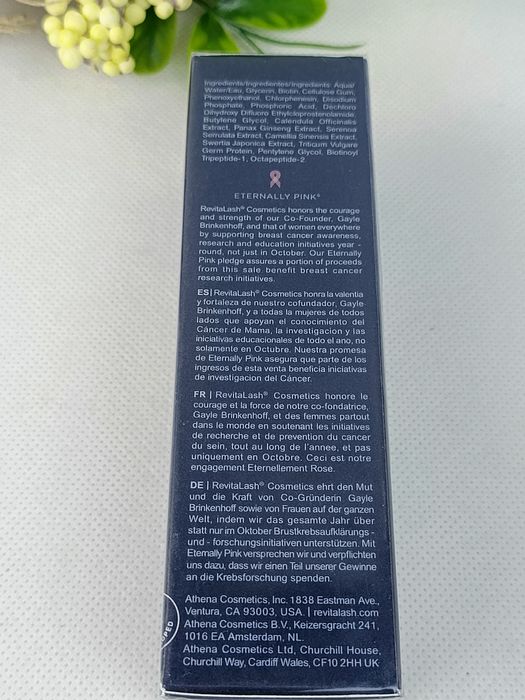 Ingredients/Ingredientes/Ingredients: Aqua/
Water/Eau, Glycerin, Biotin, Cellulose Gum,
Phenoxyethanol, Chlorphenesin, Disodium
Phosphate, Phosphoric Acid, Dechloro
Dihydroxy Difluoro Ethylcloprostenolamide,
Butylene Glycol, Calendula Officinalis
Extract, Panax Ginseng Extract, Serenoa
Serrulata Extract, Camellia Sinensis Extract,
Swertia Japonica Extract, Triticum Vulgare
Germ Protein, Pentylene Glycol, Biotinoyl
Tripeptide-1, Octapeptide-2
ETERNALLY PINK®
RevitaLash® Cosmetics honors the courage
and strength of our Co-Founder, Gayle
Brinkenhoff, and that of women everywhere
by supporting breast cancer awareness,
research and education initiatives year -
round, not just in October. Our Eternally
Pink pledge assures a portion of proceeds
from this sale benefit breast cancer
research initiatives.
ES| RevitaLash® Cosmetics honra la valentia
y fortaleza de nuestro cofundador, Gayle
Brinkenhoff, y a todas la mujeres de todos
lados que apoyan el conocimiento del
Cáncer de Mama, la investigacion y las
iniciativas educacionales de todo el ano, no
solamente en Octubre. Nuestra promesa
de Eternally Pink asegura que parte de los
ingresos de esta venta beneficia iniciativas
de investigacion del Cáncer.
FR | RevitaLash® Cosmetics honore le
courage et la force de notre co-fondatrice,
Gayle Brinkenhoff, et des femmes partout
dans le monde en soutenant les initiatives
de recherche et de prevention du cancer
du sein, tout au long de l'annee, et pas
uniquement en Octobre. Ceci est notre
engagement Eternellement Rose.
DE | RevitaLash® Cosmetics ehrt den Mut
und die Kraft von Co-Gründerin Gayle
Brinkenhoff sowie von Frauen auf der ganzen
Welt, indem wir das gesamte Jahr über
statt nur im Oktober Brustkrebsaufklärungs -
und - forschungsinitiativen unterstützen. Mit
Eternally Pink versprechen wir und verpflichten
uns dazu, dass wir einen Teil unserer Gewinne
an die Krebsforschung spenden.
Athena Cosmetics, Inc. 1838 Eastman Ave.,
Ventura, CA 93003, USA. | revitalash.com
Athena Cosmetics B.V., Keizersgracht 241,
1016 EA Amsterdam, NL.
Athena Cosmetics Ltd, Churchill House,
Churchill Way, Cardiff Wales, CF10 2HH UK